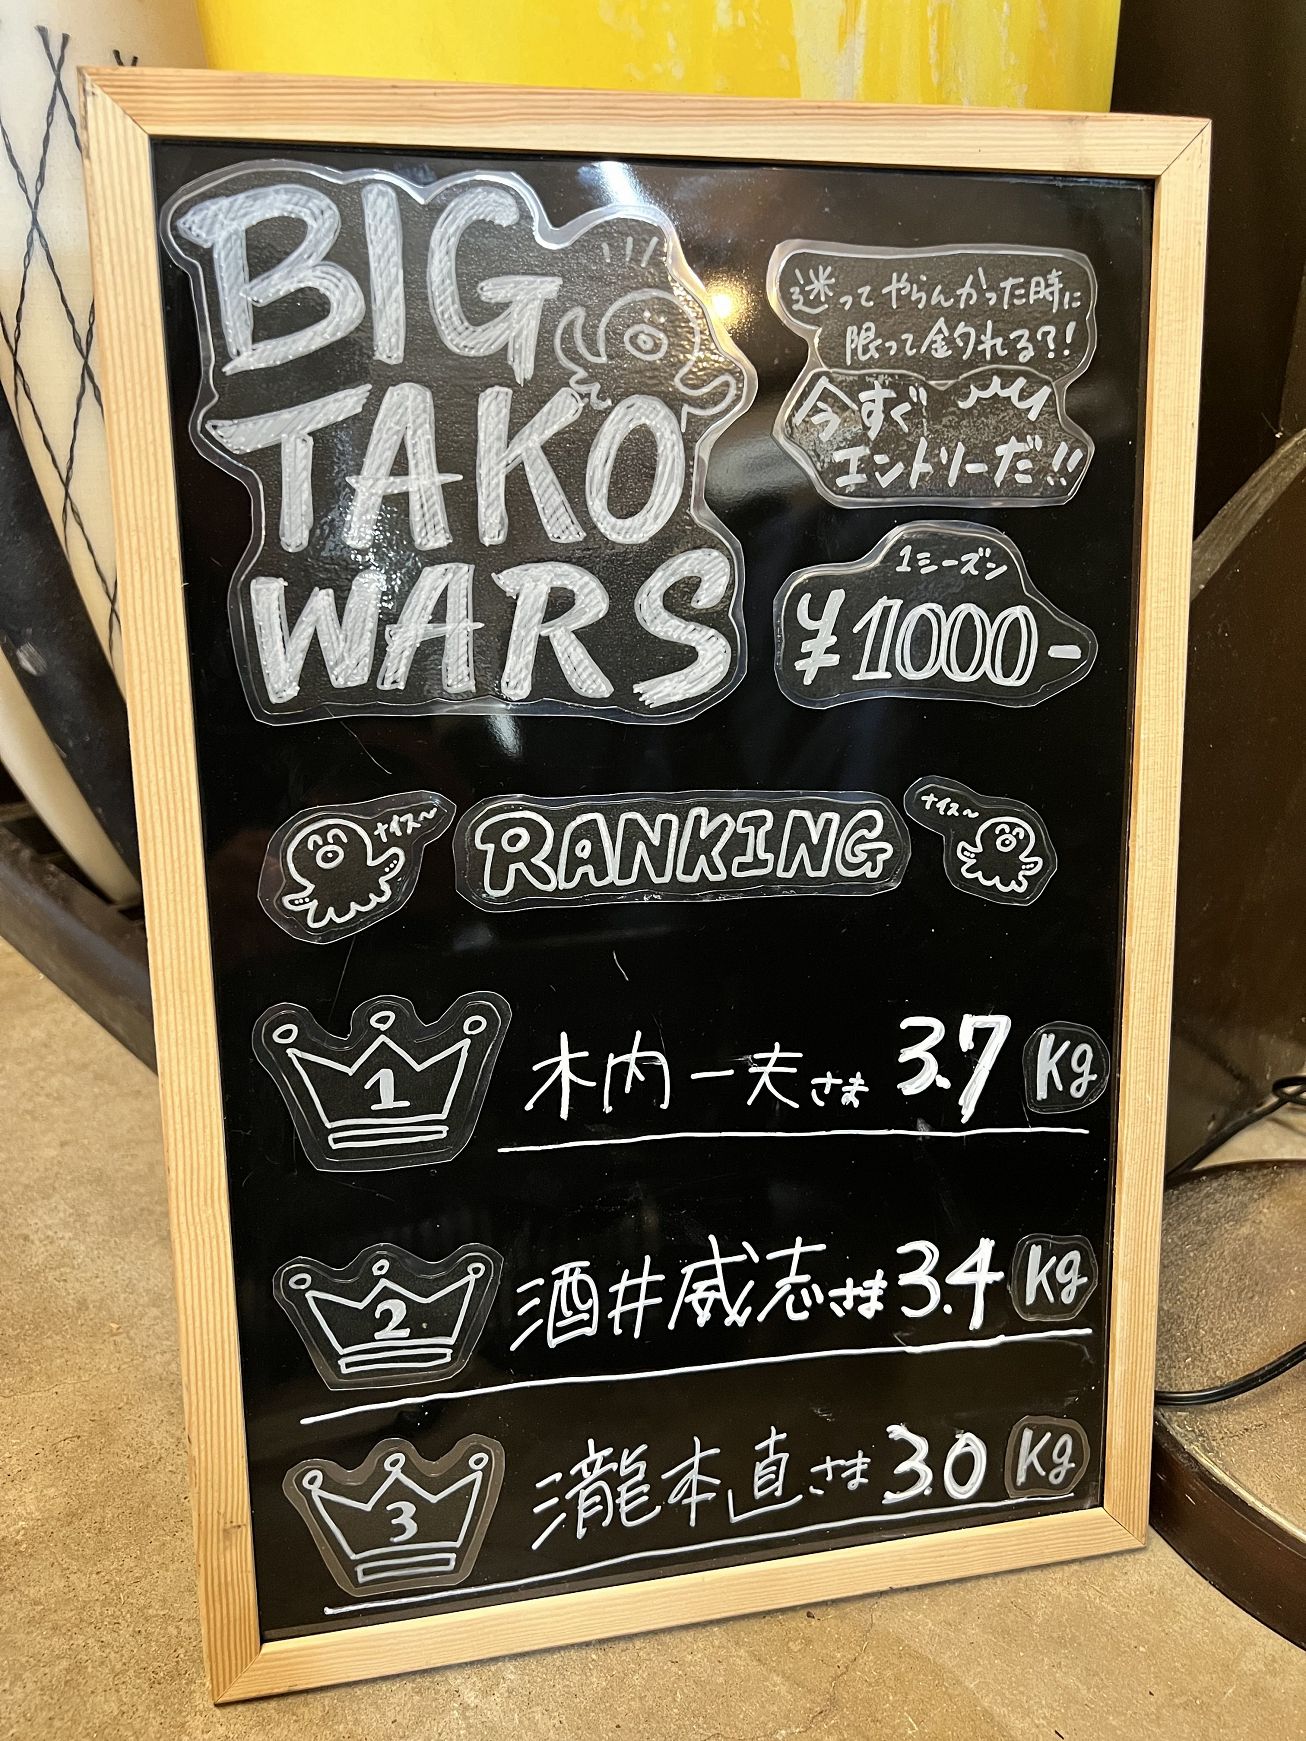 BIG
TAKO
WARS
迷ってやらんかった時に
限って釣れる?!
今すぐ
エントリーだ!!
1シーズン
¥1000-
ナイス〜
RANKING
ナイス〜
1
木内一夫さま 3.7 Kg
2
酒井威志さま 3.4 Kg
3
瀧本直さま 3.0 Kg